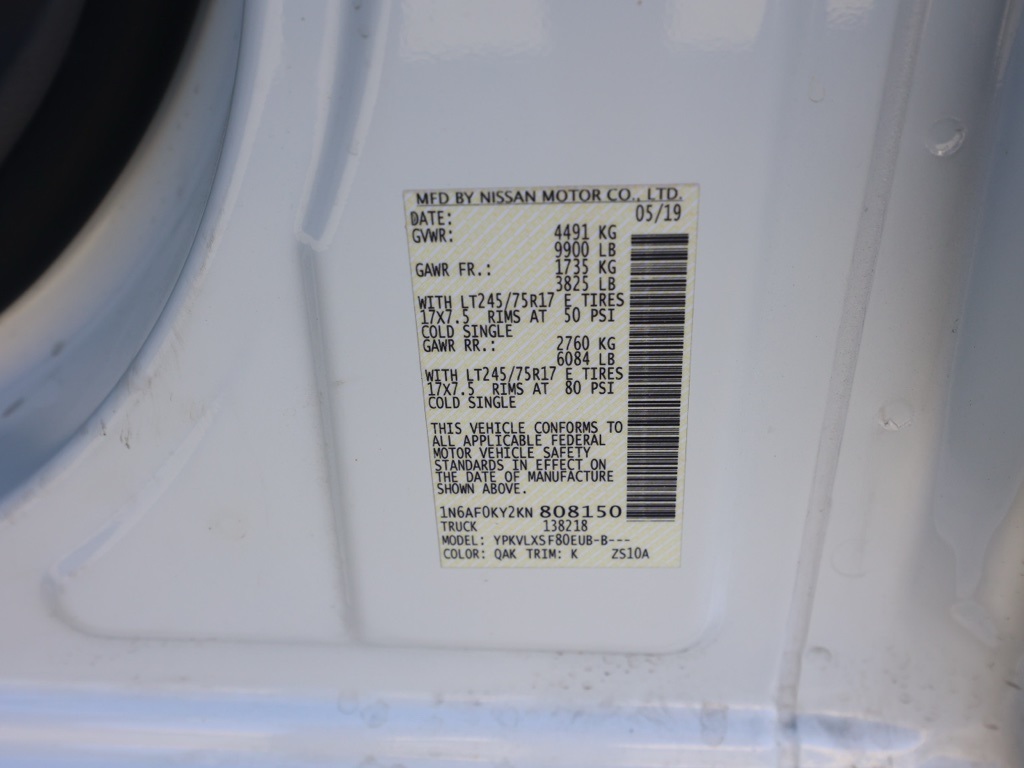 MFD BY NISSAN MOTOR CO., LTD.
DATE: 05/19
GVWR: 4491 KG
9900 LB
GAWR FR.: 1735 KG
3825 LB
WITH LT245/75R17 E TIRES
17X7.5 RIMS AT 50 PSI
COLD SINGLE
GAWR RR.: 2760 KG
6084 LB
WITH LT245/75R17 E TIRES
17X7.5 RIMS AT 80 PSI
COLD SINGLE
THIS VEHICLE CONFORMS TO
ALL APPLICABLE FEDERAL
MOTOR VEHICLE SAFETY
STANDARDS IN EFFECT ON
THE DATE OF MANUFACTURE
SHOWN ABOVE.
1N6AF0KY2KN 808150
TRUCK 138218
MODEL: YPKVLXSF80EUB-B---
COLOR: QAK TRIM: K ZS10A